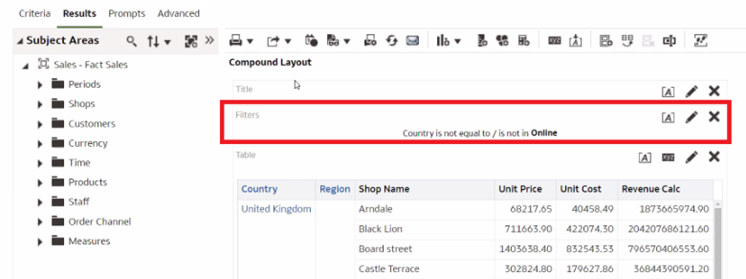 Criteria Results Prompts Advanced
Subject Areas
Sales - Fact Sales
Periods
Shops
Customers
Currency
Time
Products
Staff
Order Channel
Measures
Compound Layout
Title
Filters
Country is not equal to / is not in Online
Table
Country Region Shop Name Unit Price Unit Cost Revenue Calc
United Kingdom Arndale 68217.65 40458.49 1873665974.90
Black Lion 711663.90 422074.30 204207686121.60
Board street 1403638.40 832543.53 796570406553.60
Castle Terrace 302824.80 179627.86 36844390591.20